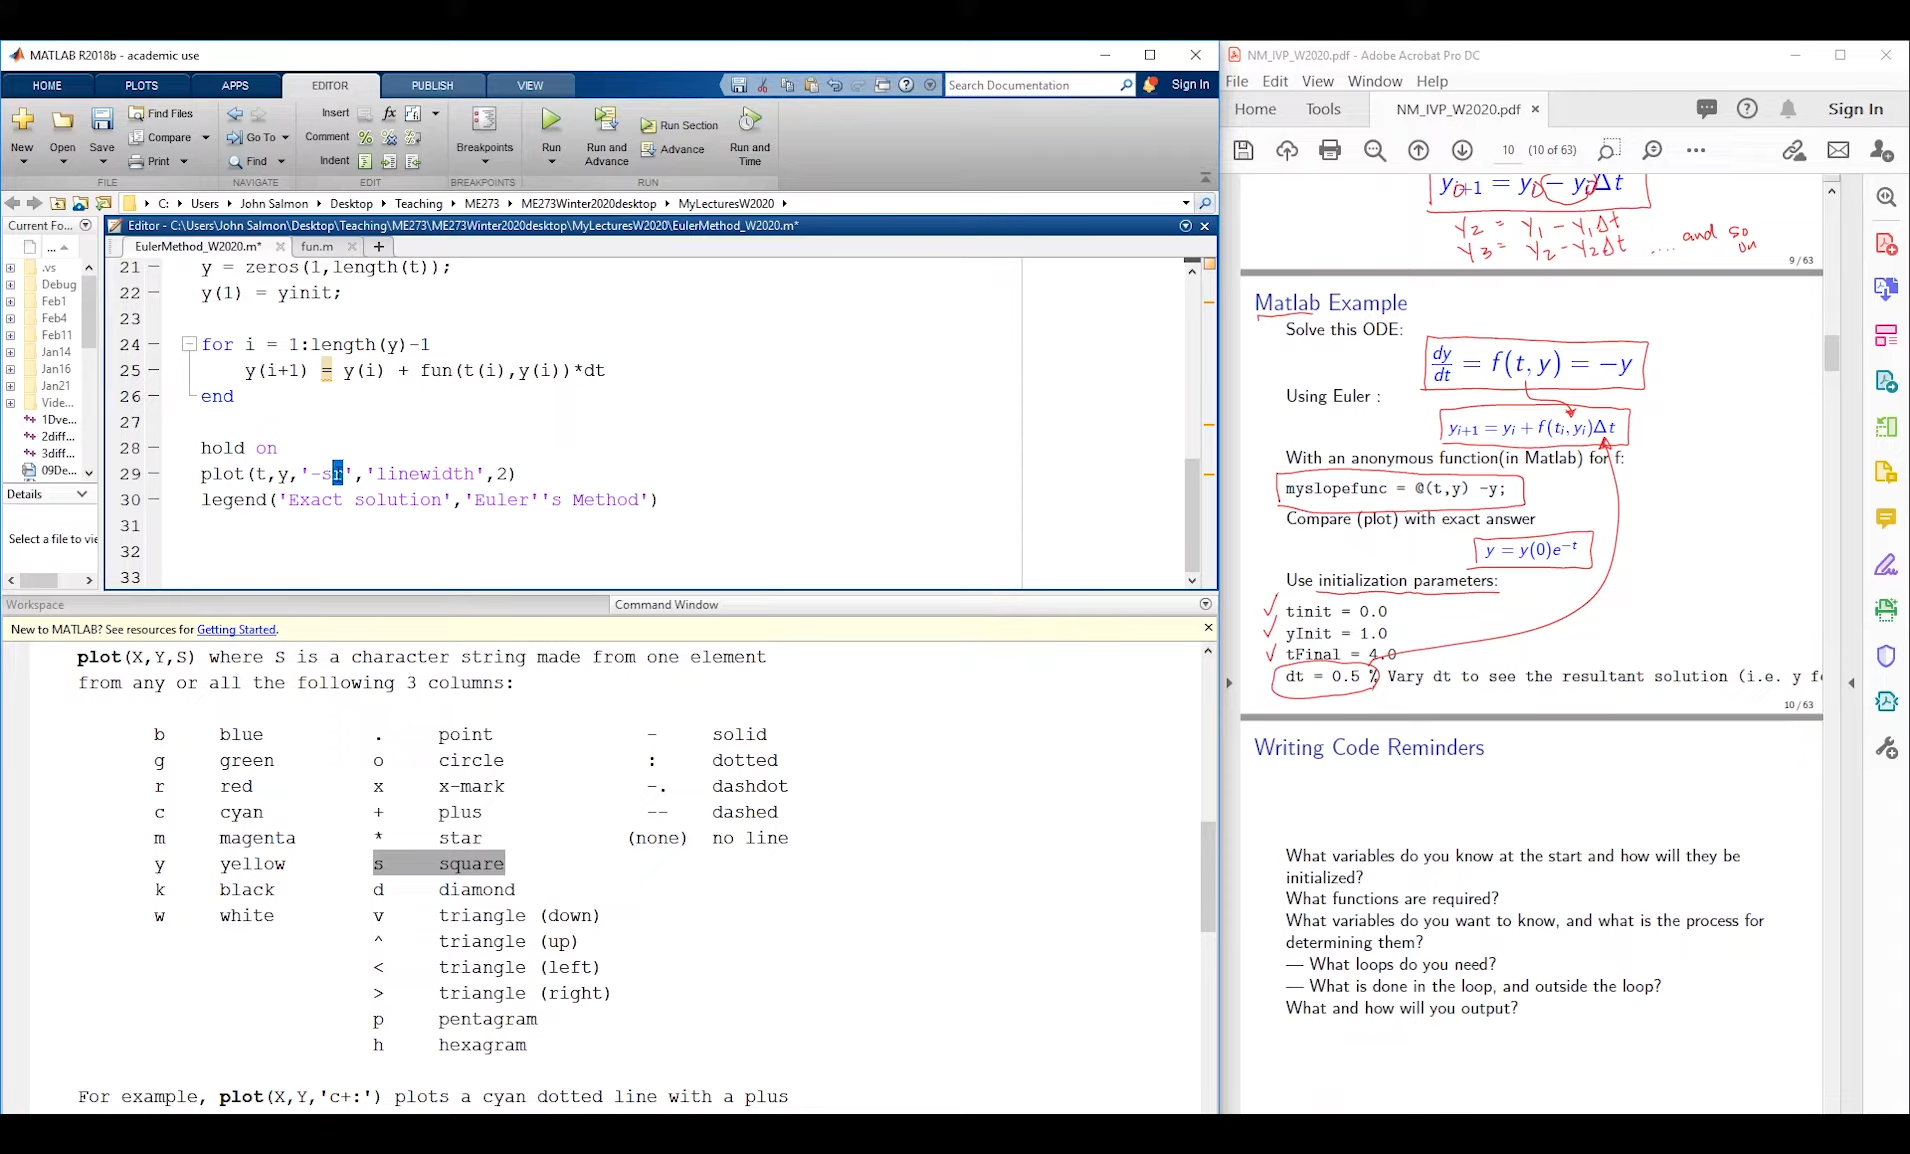 MATLAB R2018b - academic use
HOME PLOTS APPS EDITOR PUBLISH VIEW Search Documentation Sign In
New Open Save Find Files Compare Print Go To Find Insert Comment Indent Breakpoints Run Run and Advance Run Section Advance Run and Time
FILE NAVIGATE EDIT BREAKPOINTS RUN
C: Users John Salmon Desktop Teaching ME273 ME273Winter2020desktop MyLecturesW2020
Current Fo...
Editor - C:\Users\John Salmon\Desktop\Teaching\ME273\ME273Winter2020desktop\MyLecturesW2020\EulerMethod_W2020.m*
EulerMethod_W2020.m* fun.m
...
.vs
Debug
Feb1
Feb4
Feb11
Jan14
Jan16
Jan21
Vide...
1Dve...
2diff...
3diff...
09De...
Details
Select a file to vie
21 y = zeros(1,length(t));
22 y(1) = yinit;
23
24 for i = 1:length(y)-1
25 y(i+1) = y(i) + fun(t(i),y(i))*dt
26 end
27
28 hold on
29 plot(t,y,'-sr','linewidth',2)
30 legend('Exact solution','Euler''s Method')
31
32
33
Workspace Command Window
New to MATLAB? See resources for Getting Started.
plot(X,Y,S) where S is a character string made from one element
from any or all the following 3 columns:
b blue . point - solid
g green o circle : dotted
r red x x-mark -. dashdot
c cyan + plus -- dashed
m magenta * star (none) no line
y yellow s square
k black d diamond
w white v triangle (down)
^ triangle (up)
< triangle (left)
> triangle (right)
p pentagram
h hexagram
For example, plot(X,Y,'c+:') plots a cyan dotted line with a plus
NM_IVP_W2020.pdf - Adobe Acrobat Pro DC
File Edit View Window Help
Home Tools NM_IVP_W2020.pdf Sign In
10 (10 of 63)
yi+1 = yi − yiΔt
y2 = y1 − y1Δt
y3 = y2 − y2Δt .... and so on
9 / 63
Matlab Example
Solve this ODE:
dy/dt = f(t, y) = −y
Using Euler :
yi+1 = yi + f(ti, yi)Δt
With an anonymous function(in Matlab) for f:
myslopefunc = @(t,y) -y;
Compare (plot) with exact answer
y = y(0)e−t
Use initialization parameters:
tinit = 0.0
yInit = 1.0
tFinal = 4.0
dt = 0.5 % Vary dt to see the resultant solution (i.e. y f
10 / 63
Writing Code Reminders
What variables do you know at the start and how will they be
initialized?
What functions are required?
What variables do you want to know, and what is the process for
determining them?
— What loops do you need?
— What is done in the loop, and outside the loop?
What and how will you output?